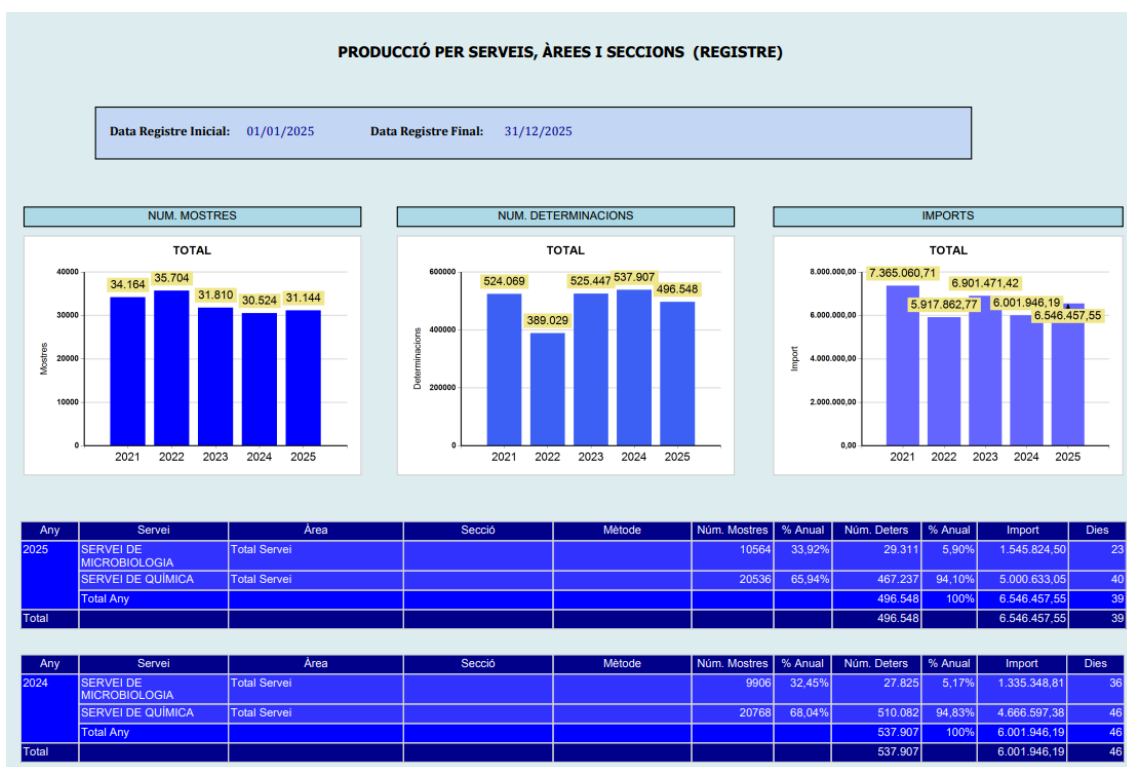 PRODUCCIÓ PER SERVEIS, ÀREES I SECCIONS (REGISTRE)
Data Registre Inicial: 01/01/2025 Data Registre Final: 31/12/2025
NUM. MOSTRES
TOTAL
Mostres
40000
30000
20000
10000
0
34.164
35.704
31.810
30.524
31.144
2021 2022 2023 2024 2025
NUM. DETERMINACIONS
TOTAL
Determinacions
600000
400000
200000
0
524.069
389.029
525.447
537.907
496.548
2021 2022 2023 2024 2025
IMPORTS
TOTAL
Import
8.000.000,00
6.000.000,00
4.000.000,00
2.000.000,00
0,00
7.365.060,71
5.917.862,77
6.901.471,42
6.001.946,19
6.546.457,55
2021 2022 2023 2024 2025
Any Servei Àrea Secció Mètode Núm. Mostres % Anual Núm. Deters % Anual Import Dies
2025 SERVEI DE MICROBIOLOGIA Total Servei 10564 33,92% 29.311 5,90% 1.545.824,50 23
SERVEI DE QUÍMICA Total Servei 20536 65,94% 467.237 94,10% 5.000.633,05 40
Total Any 496.548 100% 6.546.457,55 39
Total 496.548 6.546.457,55 39
Any Servei Àrea Secció Mètode Núm. Mostres % Anual Núm. Deters % Anual Import Dies
2024 SERVEI DE MICROBIOLOGIA Total Servei 9906 32,45% 27.825 5,17% 1.335.348,81 36
SERVEI DE QUÍMICA Total Servei 20768 68,04% 510.082 94,83% 4.666.597,38 46
Total Any 537.907 100% 6.001.946,19 46
Total 537.907 6.001.946,19 46